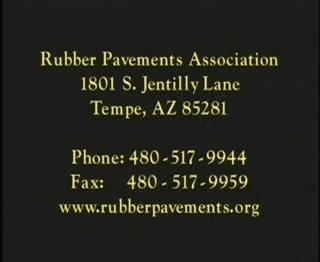 Rubber Pavements Association
1801 S. Jentilly Lane
Tempe, AZ 85281
Phone: 480-517-9944
Fax: 480-517-9959
www.rubberpavements.org